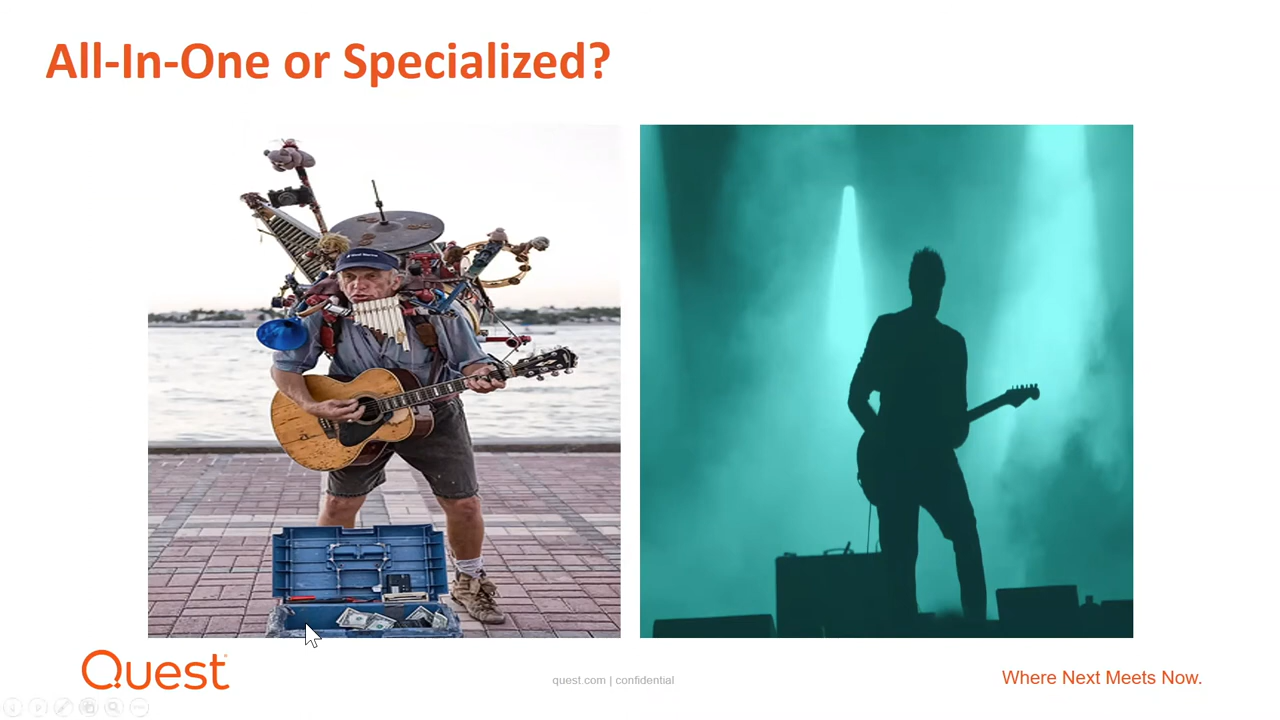 All-In-One or Specialized?
Quest
quest.com | confidential
Where Next Meets Now.